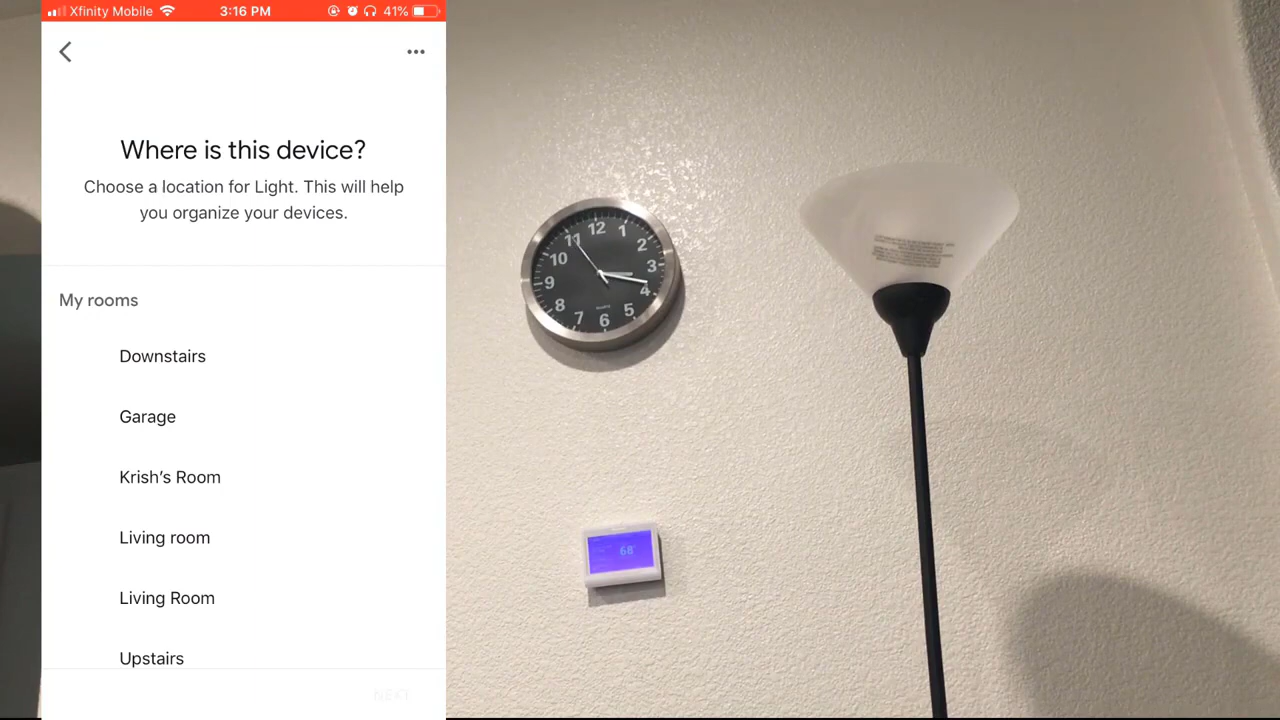 Xfinity Mobile
3:16 PM
41%
Where is this device?
Choose a location for Light. This will help
you organize your devices.
My rooms
Downstairs
Garage
Krish's Room
Living room
Living Room
Upstairs
NEXT
12
1
2
3
4
5
6
7
8
9
10
11
68